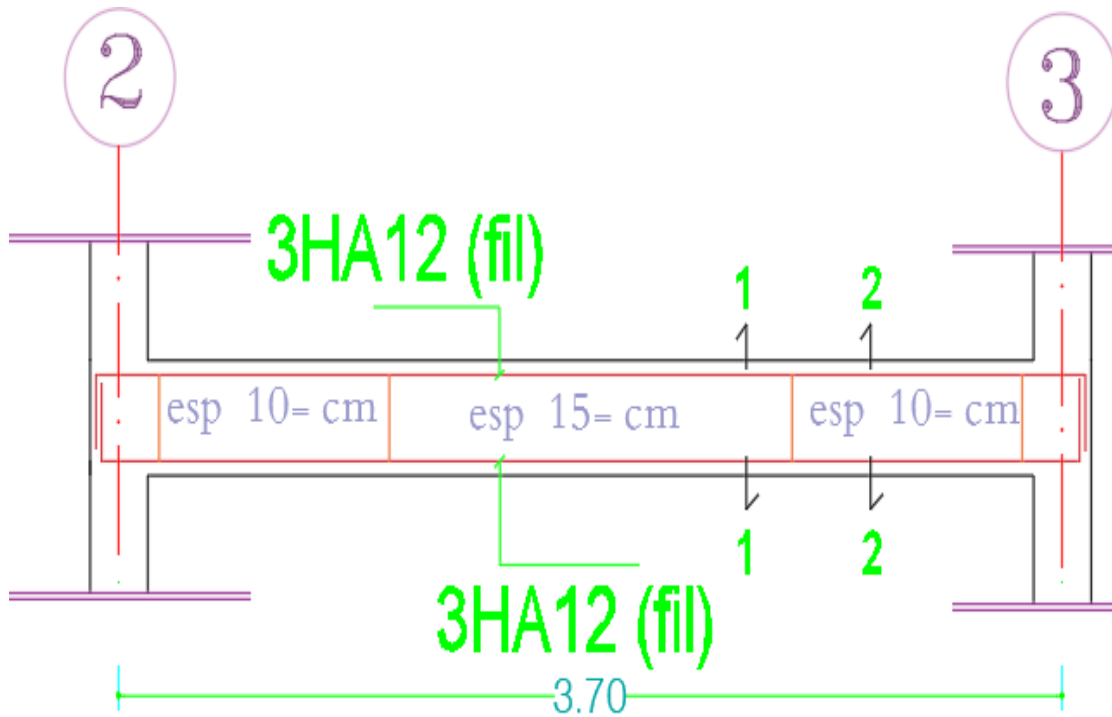 2 3
3HA12 (fil)
1 2
esp 10= cm esp 15= cm esp 10= cm
1 2
3HA12 (fil)
3.70